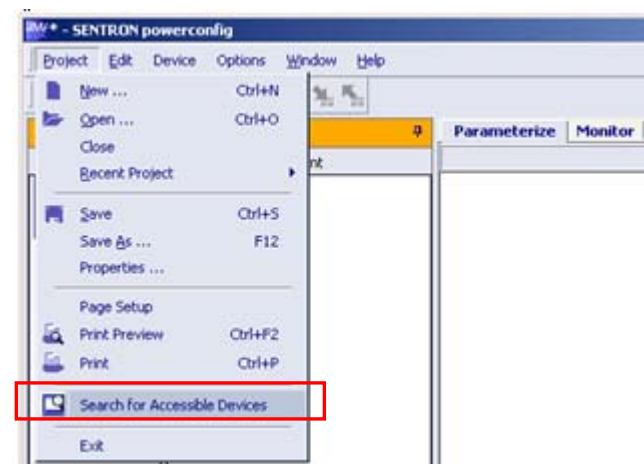 * - SENTRON powerconfig
Project Edit Device Options Window Help
New ... Ctrl+N
Open ... Ctrl+O
Close
Recent Project
Save Ctrl+S
Save As ... F12
Properties ...
Page Setup
Print Preview Ctrl+F2
Print Ctrl+P
Search for Accessible Devices
Exit
Parameterize Monitor
nt